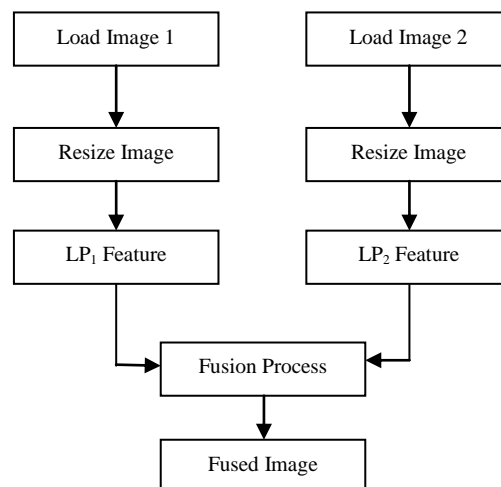 Load Image 1
Load Image 2
Resize Image
Resize Image
LP₁ Feature
LP₂ Feature
Fusion Process
Fused Image